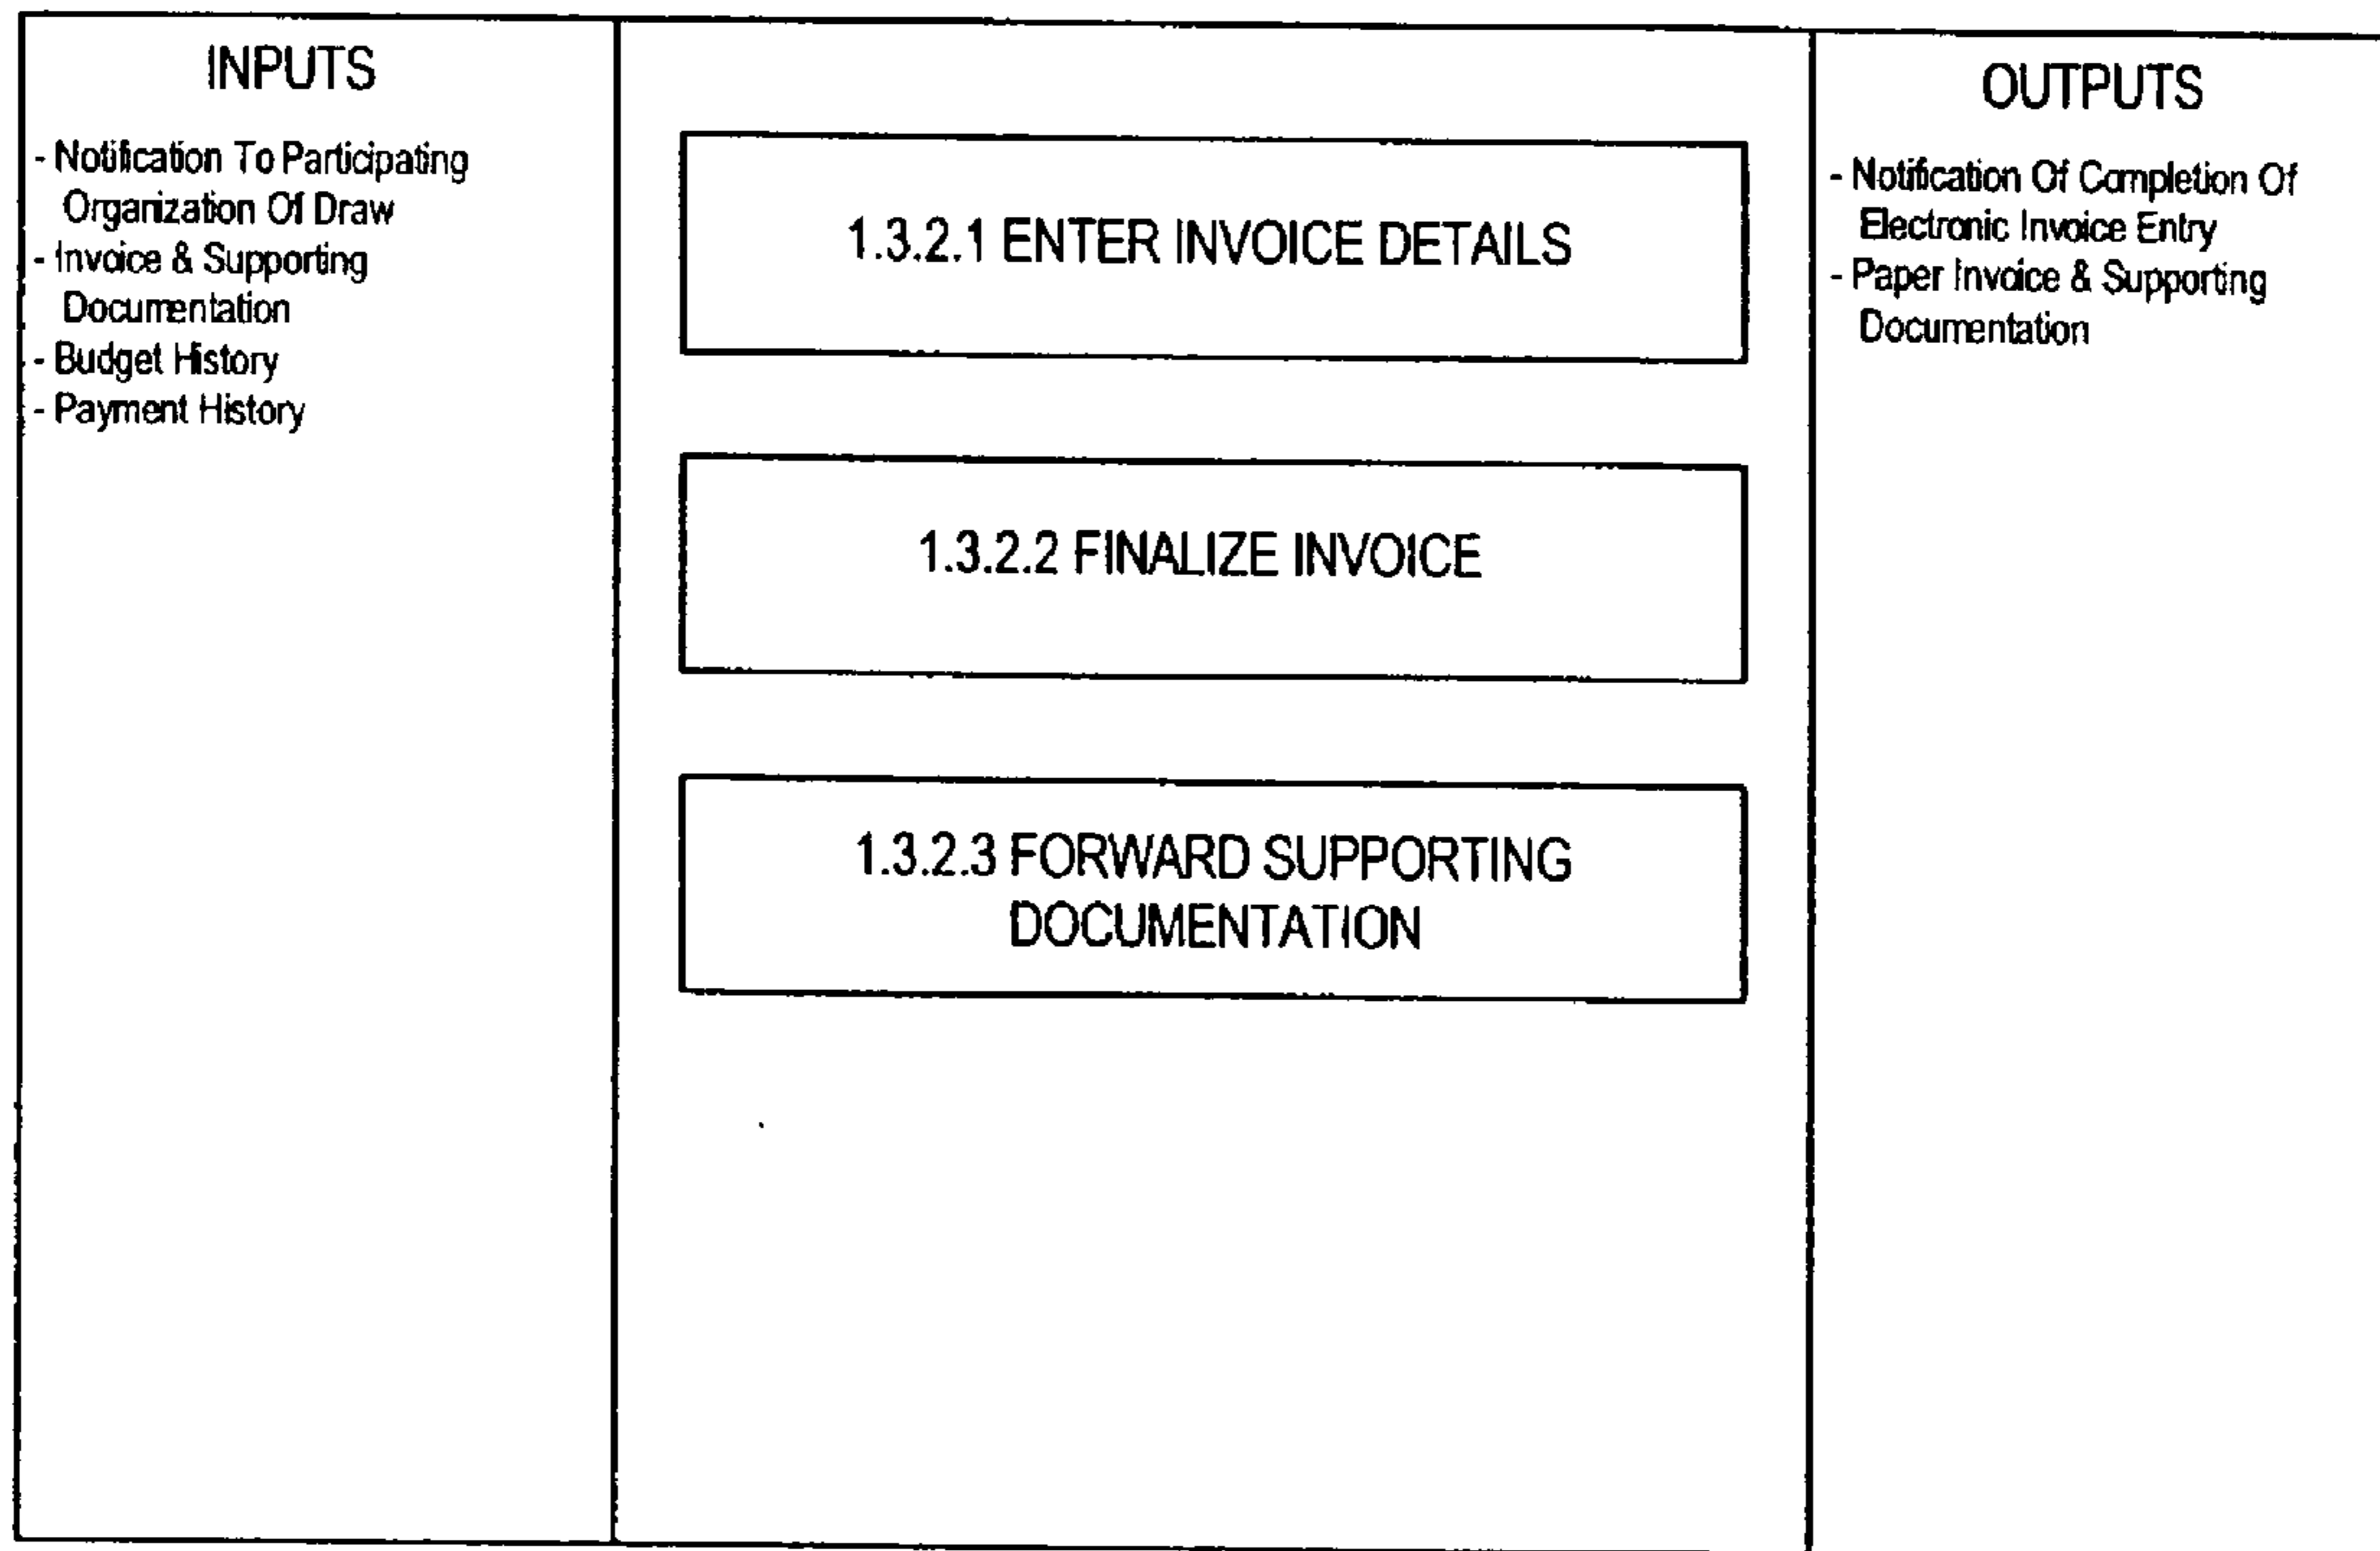 INPUTS
- Notification To Participating
Organization Of Draw
- Invoice & Supporting
Documentation
- Budget History
- Payment History
1.3.2.1 ENTER INVOICE DETAILS
1.3.2.2 FINALIZE INVOICE
1.3.2.3 FORWARD SUPPORTING
DOCUMENTATION
OUTPUTS
- Notification Of Completion Of
Electronic Invoice Entry
- Paper Invoice & Supporting
Documentation